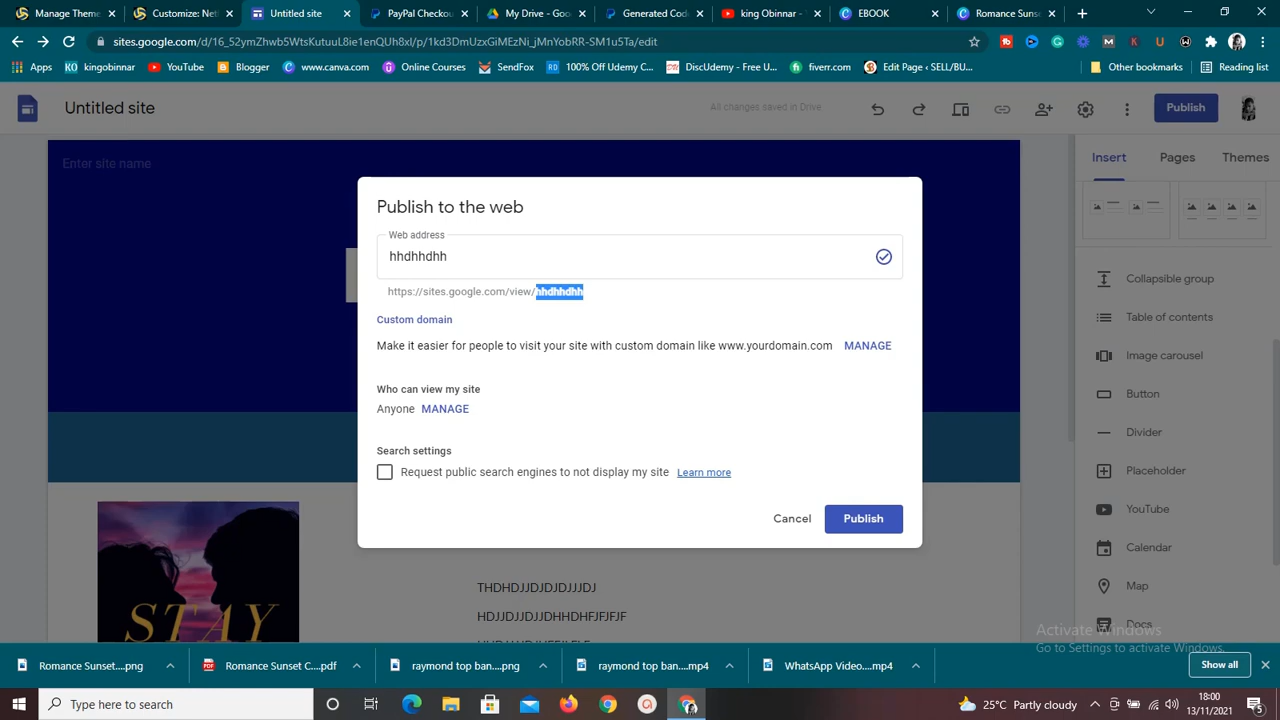 Manage Theme
Customize: Net
Untitled site
PayPal Checkou
My Drive - Goo
Generated Cod
king Obinnar -
EBOOK
Romance Sunse
sites.google.com/d/16_52ymZhwb5WtsKutuuL8ie1enQUh8xl/p/1kd3DmUzxGiMEzNi_jMnYobRR-SM1u5Ta/edit
Apps
kingobinnar
YouTube
Blogger
www.canva.com
Online Courses
SendFox
100% Off Udemy C...
DiscUdemy - Free U...
fiverr.com
Edit Page ‹ SELL/BU...
Other bookmarks
Reading list
Untitled site
All changes saved in Drive
Publish
Enter site name
Insert
Pages
Themes
Publish to the web
Web address
hhdhhdhh
https://sites.google.com/view/hhdhhdhh
Custom domain
Make it easier for people to visit your site with custom domain like www.yourdomain.com MANAGE
Who can view my site
Anyone MANAGE
Search settings
Request public search engines to not display my site Learn more
Cancel
Publish
Collapsible group
Table of contents
Image carousel
Button
Divider
Placeholder
YouTube
Calendar
Map
Docs
STAY
THDHDJJDJDJDJJJDJ
HDJJDJDJJDHHDHFJFJFJF
Activate Windows
Go to Settings to activate Windows.
Romance Sunset....png
Romance Sunset C....pdf
raymond top ban....png
raymond top ban....mp4
WhatsApp Video....mp4
Show all
Type here to search
25°C Partly cloudy
18:00
13/11/2021
5